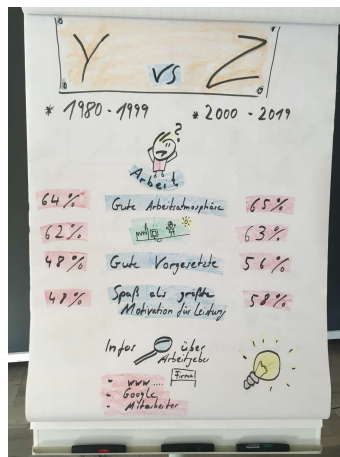 Y vs Z
* 1980 - 1999 * 2000 - 2019
?
Arbeit
64% Gute Arbeitsatmosphäre 65%
62% 63%
48% Gute Vorgesetzte 56%
48% Spaß als größte 58%
Motivation für Leistung
Infos über
Arbeitgeber
Firma
- www ....
- Google
- Mitarbeiter